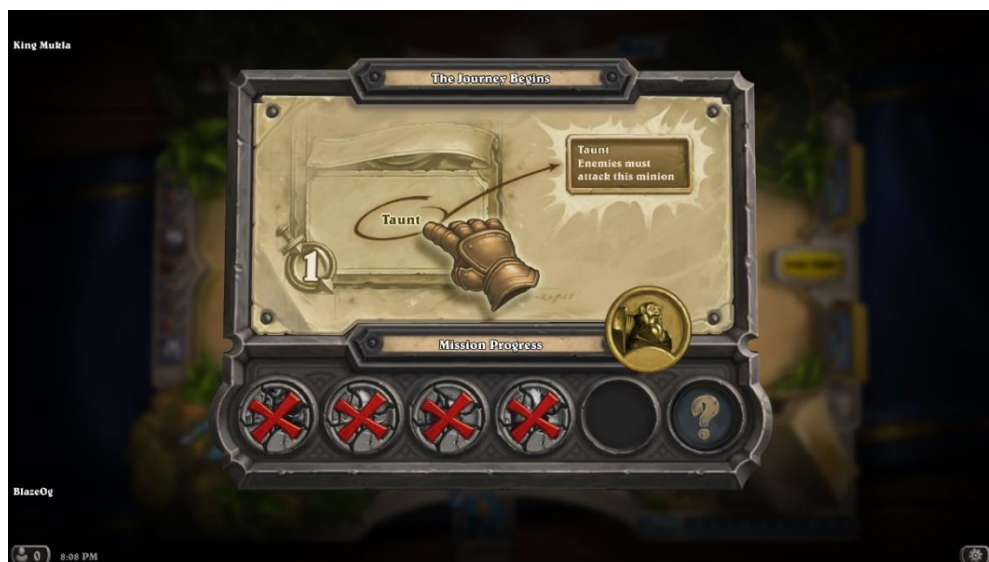 King Mukla
The Journey Begins
Taunt
Enemies must
attack this minion
Taunt
1
Mission Progress
?
BlazeOg
0
8:08 PM